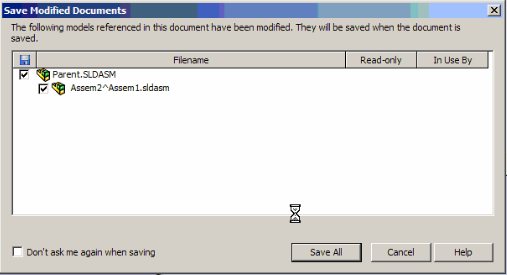 Save Modified Documents
The following models referenced in this document have been modified. They will be saved when the document is
saved.
Filename Read-only In Use By
Parent.SLDASM
Assem2^Assem1.sldasm
Don't ask me again when saving
Save All Cancel Help